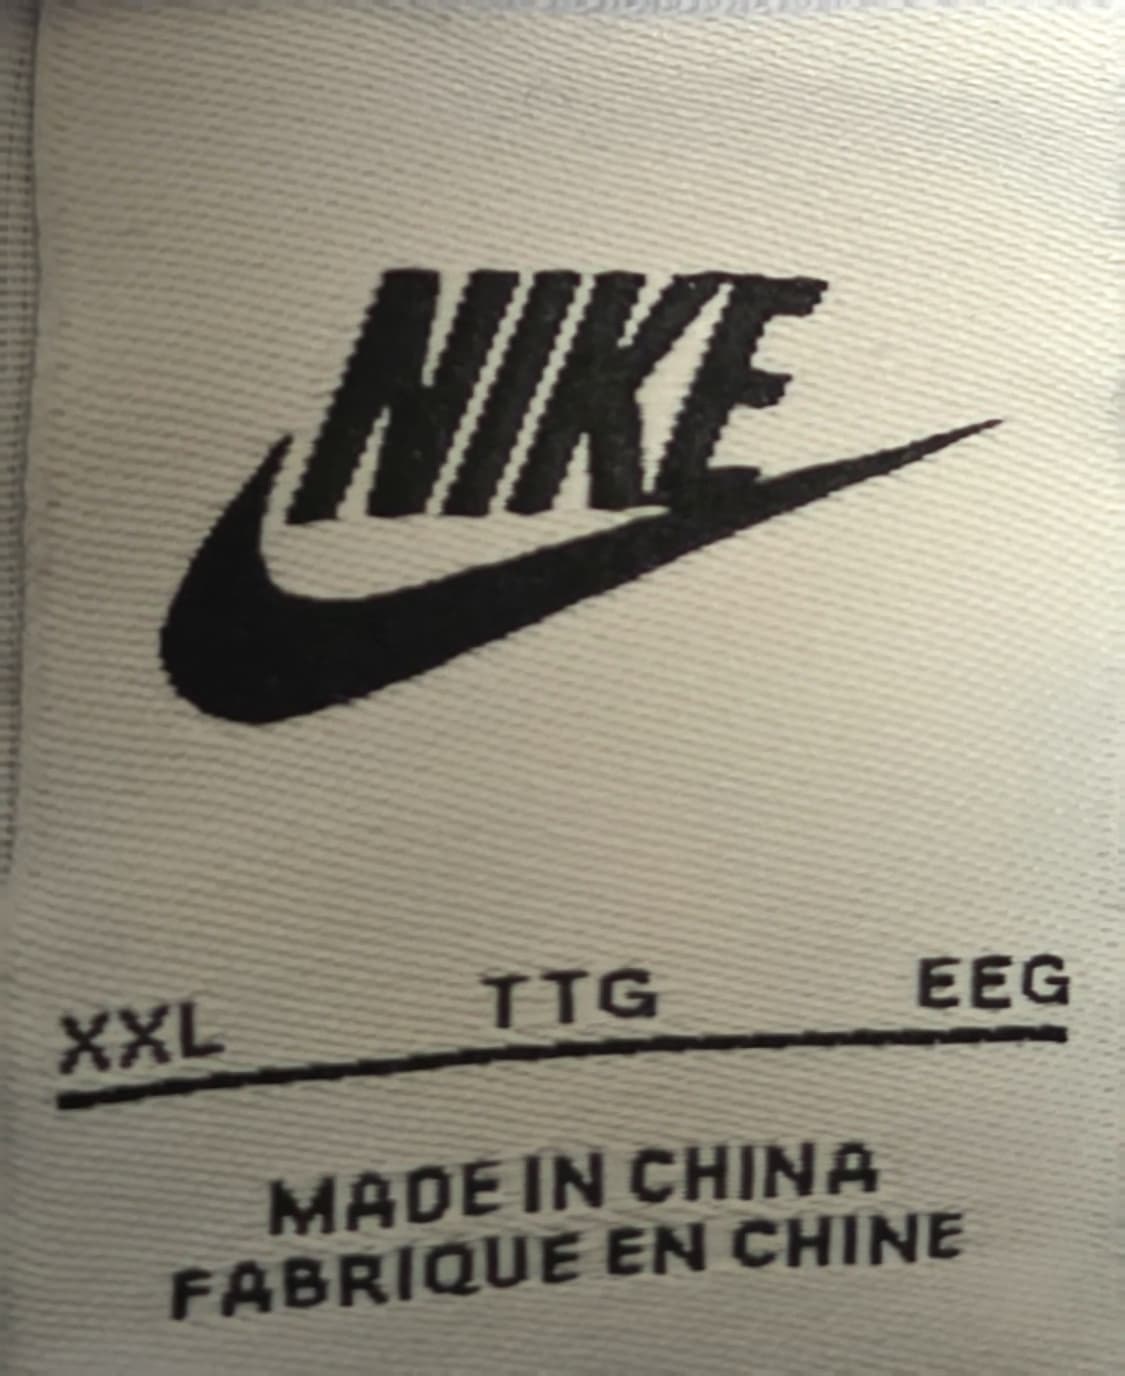 NIKE
XXL TTG EEG
MADE IN CHINA
FABRIQUE EN CHINE